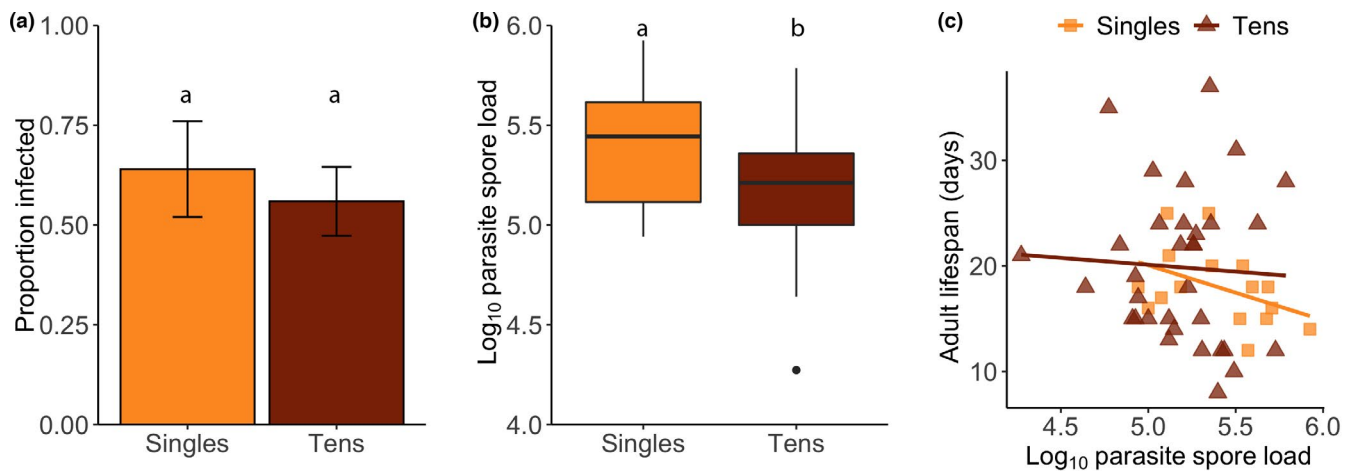 (a)
1.00
0.75
0.50
0.25
0.00
Proportion infected
a
a
Singles
Tens
(b)
6.0
5.5
5.0
4.5
4.0
Log₁₀ parasite spore load
a
b
Singles
Tens
(c)
Singles
Tens
30
20
10
Adult lifespan (days)
4.5
5.0
5.5
6.0
Log₁₀ parasite spore load